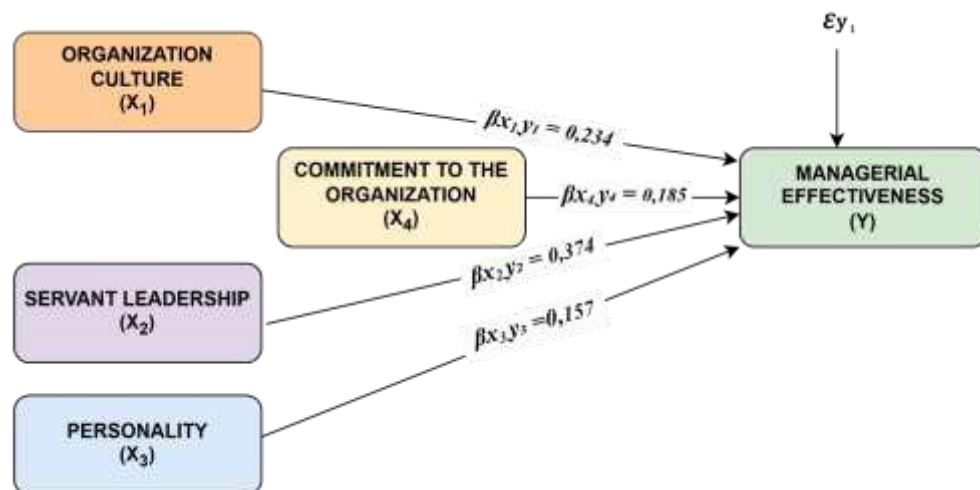 εy₁
ORGANIZATION
CULTURE
(X₁)
βx₁y₁ = 0,234
COMMITMENT TO THE
ORGANIZATION
(X₄)
βx₄y₄ = 0,185
MANAGERIAL
EFFECTIVENESS
(Y)
SERVANT LEADERSHIP
(X₂)
βx₂y₂ = 0,374
PERSONALITY
(X₃)
βx₃y₃ =0,157